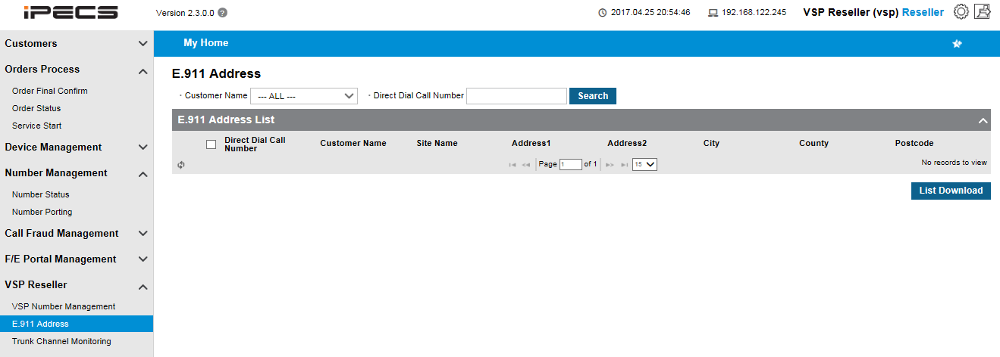 iPECS
Version 2.3.0.0 ?
2017.04.25 20:54:46
192.168.122.245
VSP Reseller (vsp) Reseller
Customers
Orders Process
Order Final Confirm
Order Status
Service Start
Device Management
Number Management
Number Status
Number Porting
Call Fraud Management
F/E Portal Management
VSP Reseller
VSP Number Management
E.911 Address
Trunk Channel Monitoring
My Home
E.911 Address
· Customer Name --- ALL --- · Direct Dial Call Number Search
E.911 Address List
Direct Dial Call
Number
Customer Name Site Name Address1 Address2 City County Postcode
Page 1 of 1 15 No records to view
List Download